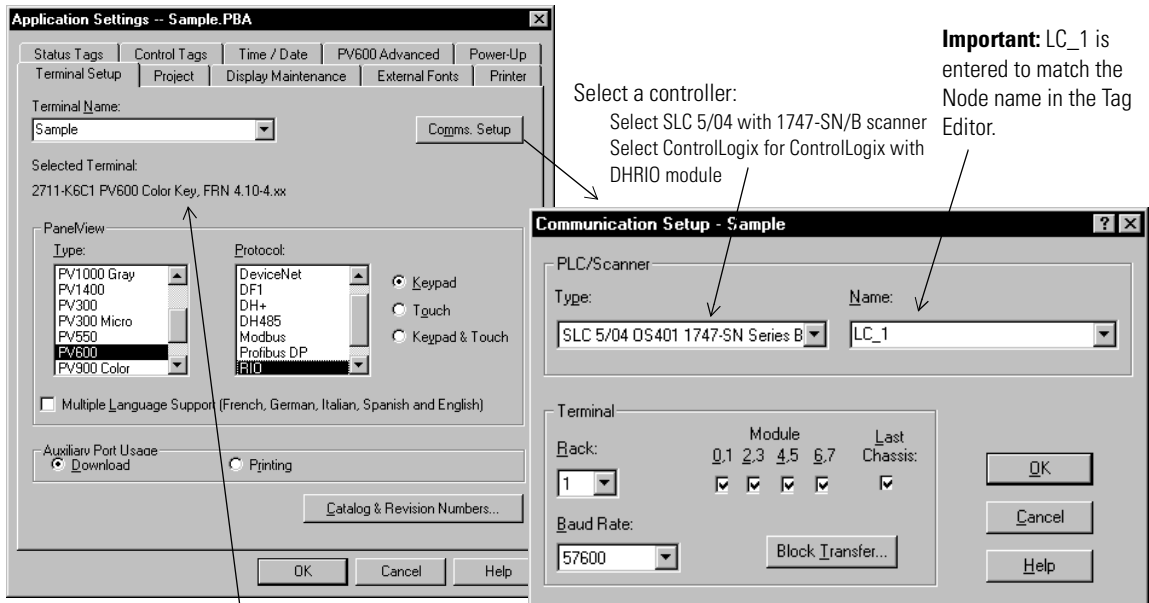 Application Settings -- Sample.PBA
Status Tags
Control Tags
Time / Date
PV600 Advanced
Power-Up
Terminal Setup
Project
Display Maintenance
External Fonts
Printer
Terminal Name:
Sample
Comms. Setup
Selected Terminal:
2711-K6C1 PV600 Color Key, FRN 4.10-4.xx
PanelView
Type:
PV1000 Gray
PV1400
PV300
PV300 Micro
PV550
PV600
PV900 Color
Protocol:
DeviceNet
DF1
DH+
DH485
Modbus
Profibus DP
RIO
Keypad
Touch
Keypad & Touch
Multiple Language Support (French, German, Italian, Spanish and English)
Auxiliary Port Usage
Download
Printing
Catalog & Revision Numbers...
OK
Cancel
Help
Select a controller:
Select SLC 5/04 with 1747-SN/B scanner
Select ControlLogix for ControlLogix with
DHRIO module
Important: LC_1 is
entered to match the
Node name in the Tag
Editor.
Communication Setup - Sample
PLC/Scanner
Type:
SLC 5/04 OS401 1747-SN Series B
Name:
LC_1
Terminal
Rack:
1
Module
0,1 2,3 4,5 6,7
Last
Chassis:
Baud Rate:
57600
Block Transfer...
OK
Cancel
Help